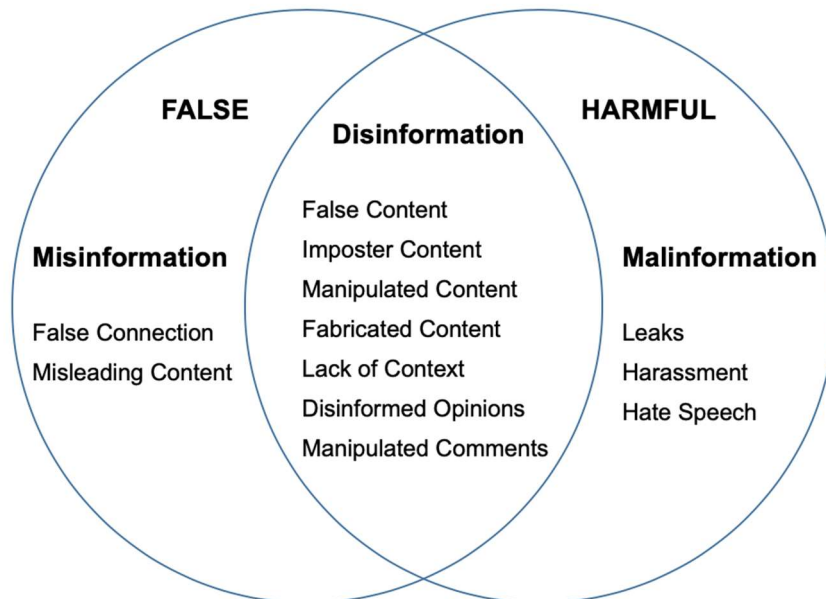 FALSE
HARMFUL
Disinformation
False Content
Imposter Content
Manipulated Content
Fabricated Content
Lack of Context
Disinformed Opinions
Manipulated Comments
Misinformation
False Connection
Misleading Content
Malinformation
Leaks
Harassment
Hate Speech